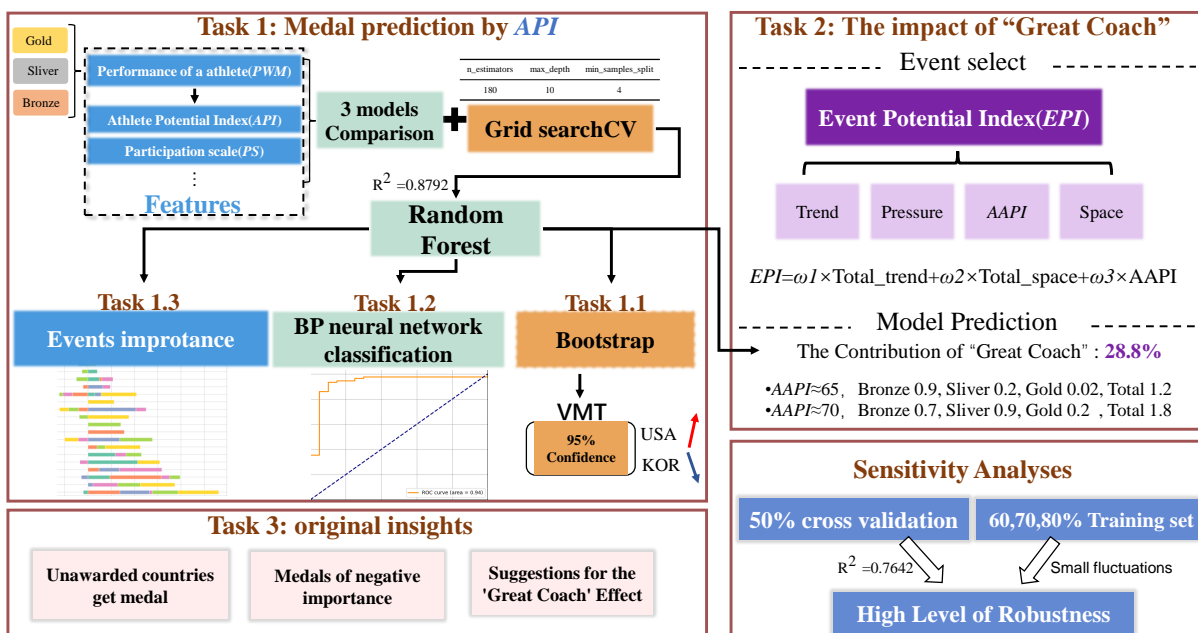 Task 1: Medal prediction by API
Gold
Sliver
Bronze
Performance of a athlete(PWM)
Athlete Potential Index(API)
Participation scale(PS)
⋮
Features
3 models
Comparison
n_estimators max_depth min_samples_split
180 10 4
Grid searchCV
R² =0.8792
Random
Forest
Task 1.3
Events improtance
Task 1.2
BP neural network
classification
ROC curve (area = 0.94)
Task 1.1
Bootstrap
VMT
95%
Confidence
USA
KOR
Task 2: The impact of “Great Coach”
Event select
Event Potential Index(EPI)
Trend
Pressure
AAPI
Space
EPI=ω1×Total_trend+ω2×Total_space+ω3×AAPI
Model Prediction
The Contribution of “Great Coach” : 28.8%
•AAPI≈65, Bronze 0.9, Sliver 0.2, Gold 0.02, Total 1.2
•AAPI≈70, Bronze 0.7, Sliver 0.9, Gold 0.2 , Total 1.8
Task 3: original insights
Unawarded countries
get medal
Medals of negative
importance
Suggestions for the
'Great Coach' Effect
Sensitivity Analyses
50% cross validation
60,70,80% Training set
R² =0.7642
Small fluctuations
High Level of Robustness